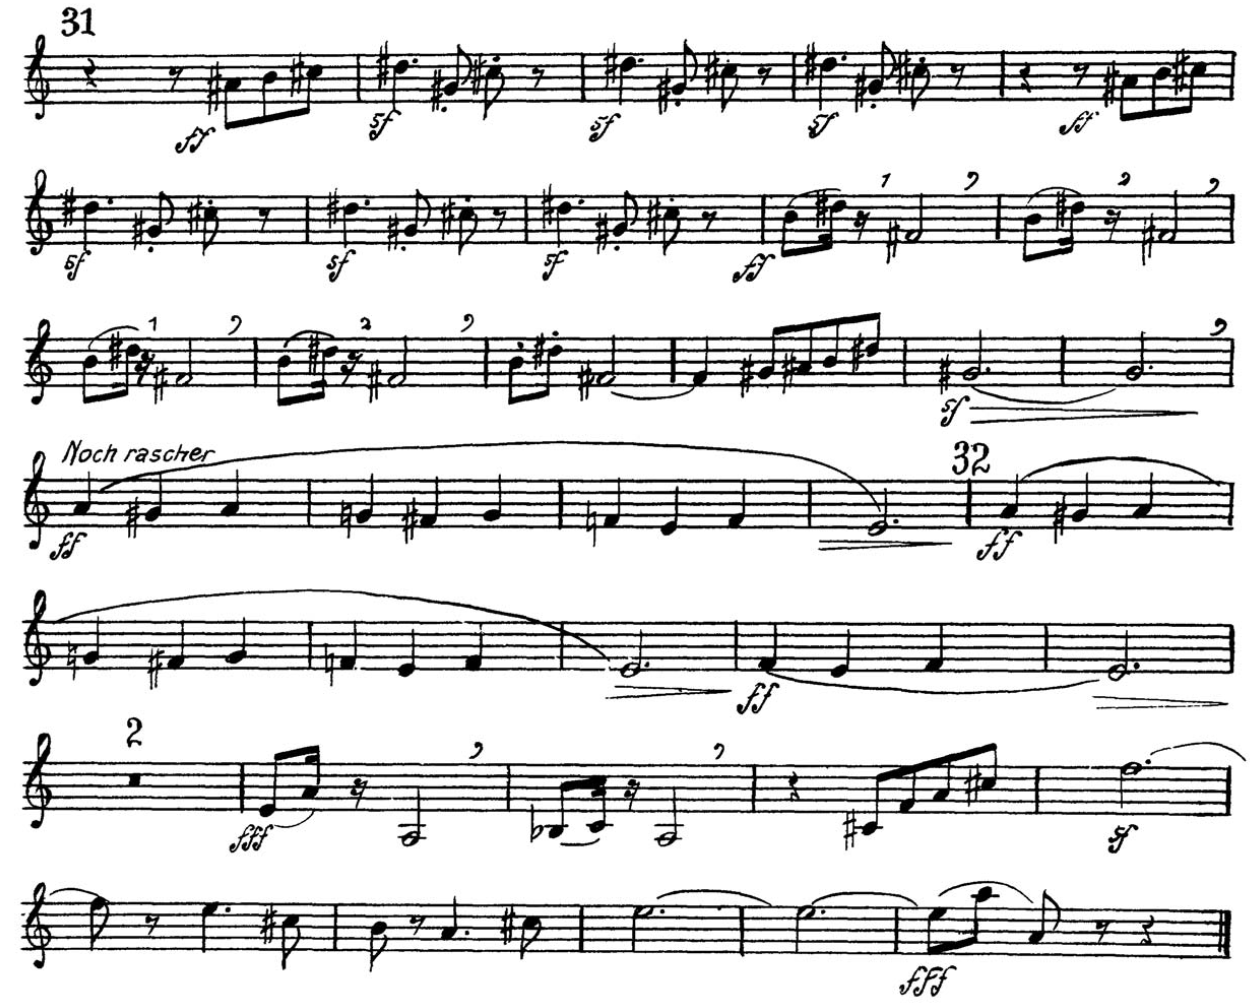 31
ff sf sf sf ff
sf sf sf ff 1 2
1 2 sf
Noch rascher 32
ff ff
ff
2
fff sf
fff